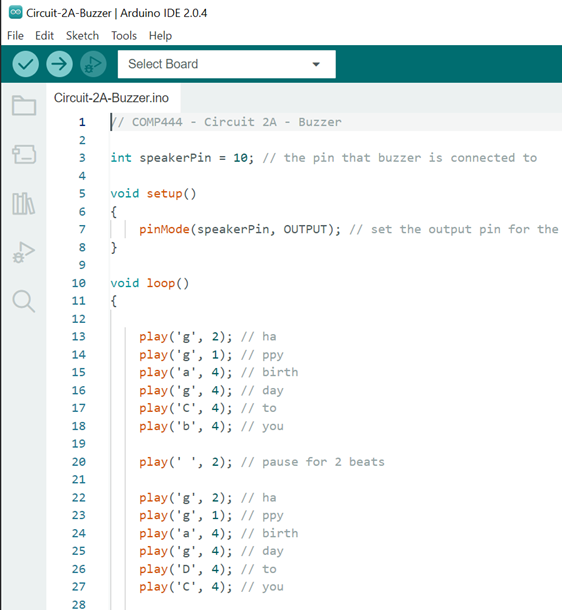 Circuit-2A-Buzzer | Arduino IDE 2.0.4
File Edit Sketch Tools Help
Select Board
Circuit-2A-Buzzer.ino
1 // COMP444 - Circuit 2A - Buzzer
2
3 int speakerPin = 10; // the pin that buzzer is connected to
4
5 void setup()
6 {
7 pinMode(speakerPin, OUTPUT); // set the output pin for the
8 }
9
10 void loop()
11 {
12
13 play('g', 2); // ha
14 play('g', 1); // ppy
15 play('a', 4); // birth
16 play('g', 4); // day
17 play('C', 4); // to
18 play('b', 4); // you
19
20 play(' ', 2); // pause for 2 beats
21
22 play('g', 2); // ha
23 play('g', 1); // ppy
24 play('a', 4); // birth
25 play('g', 4); // day
26 play('D', 4); // to
27 play('C', 4); // you
28